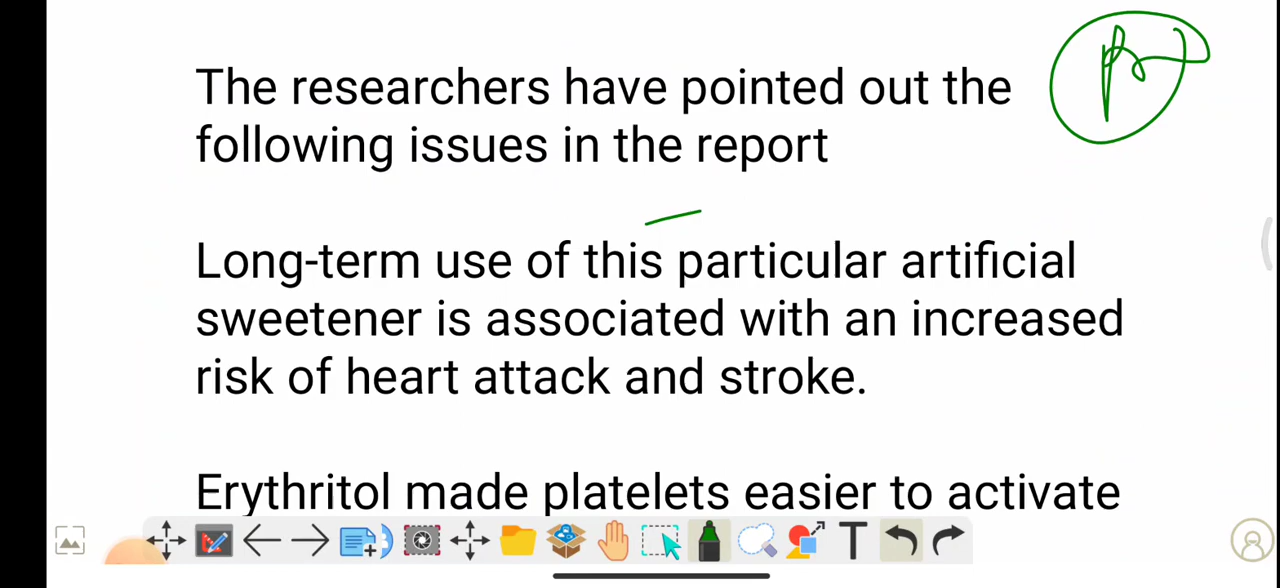 The researchers have pointed out the
following issues in the report
Long-term use of this particular artificial
sweetener is associated with an increased
risk of heart attack and stroke.
Erythritol made platelets easier to activate
T